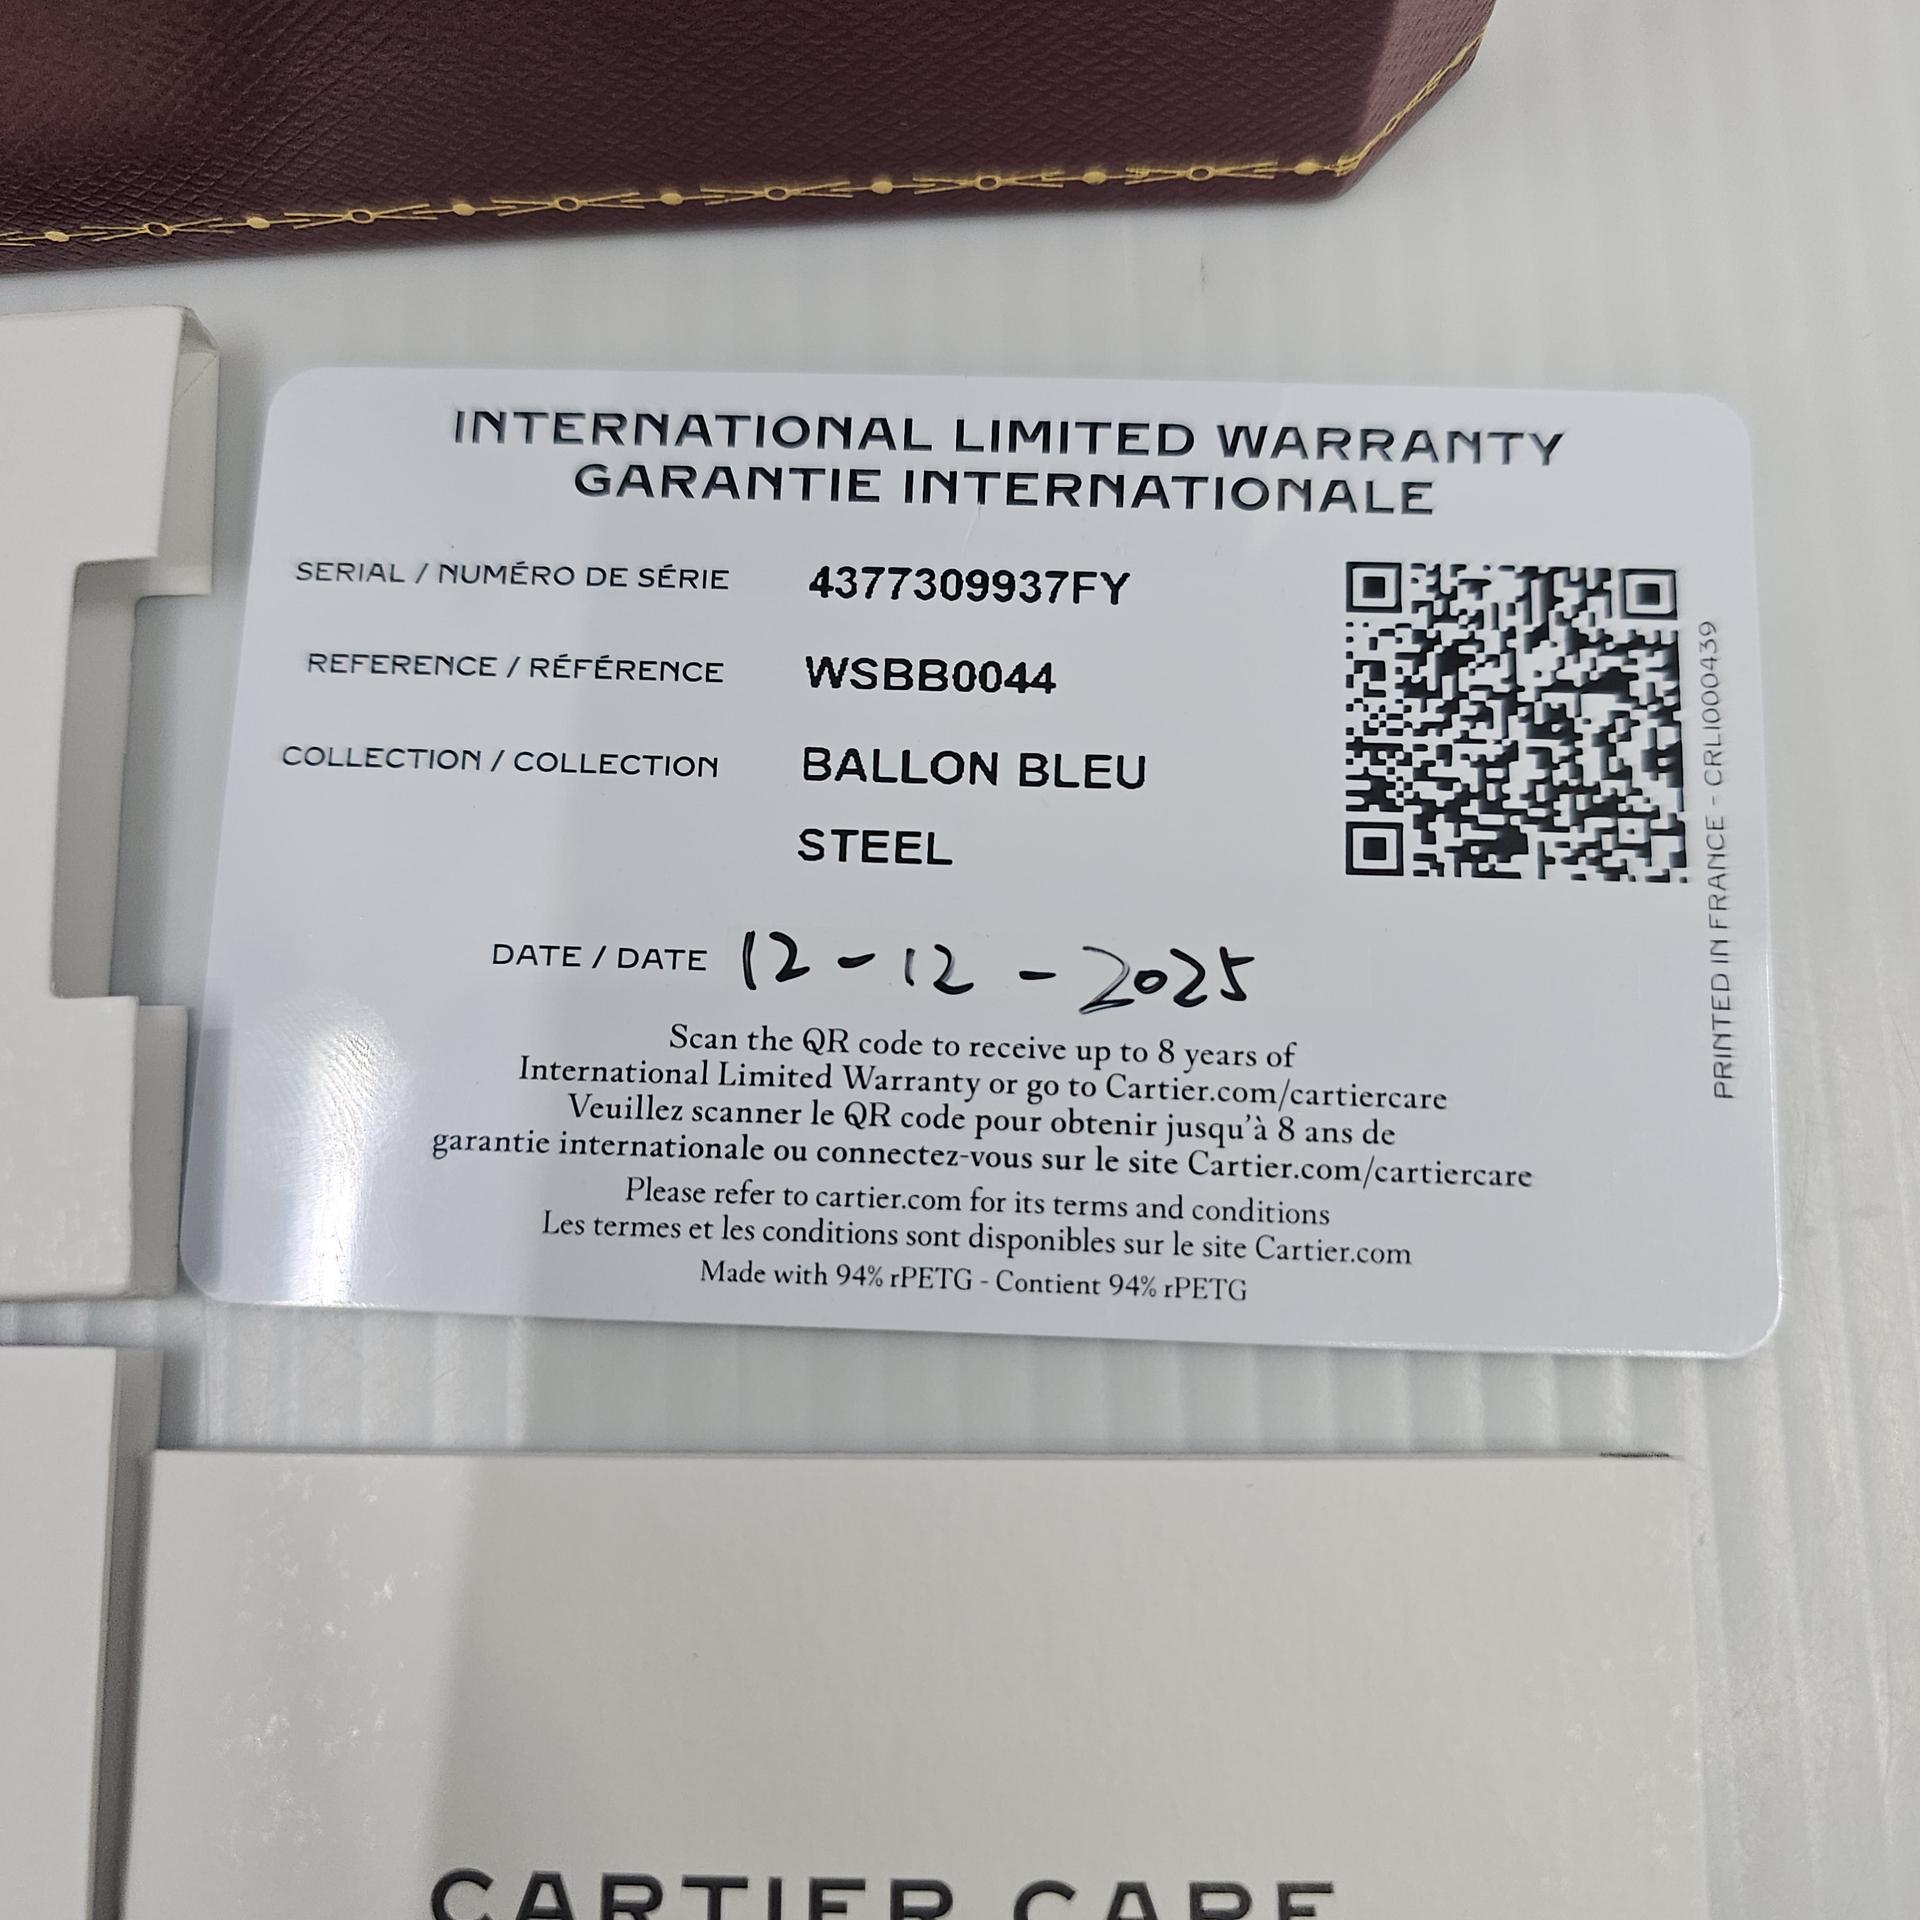 INTERNATIONAL LIMITED WARRANTY
GARANTIE INTERNATIONALE
SERIAL / NUMÉRO DE SÉRIE 4377309937FY
REFERENCE / RÉFÉRENCE WSBB0044
COLLECTION / COLLECTION BALLON BLEU
STEEL
DATE / DATE 12 - 12 - 2025
Scan the QR code to receive up to 8 years of
International Limited Warranty or go to Cartier.com/cartiercare
Veuillez scanner le QR code pour obtenir jusqu'à 8 ans de
garantie internationale ou connectez-vous sur le site Cartier.com/cartiercare
Please refer to cartier.com for its terms and conditions
Les termes et les conditions sont disponibles sur le site Cartier.com
Made with 94% rPETG - Contient 94% rPETG
PRINTED IN FRANCE - CRL1000439
CARTIER CARE